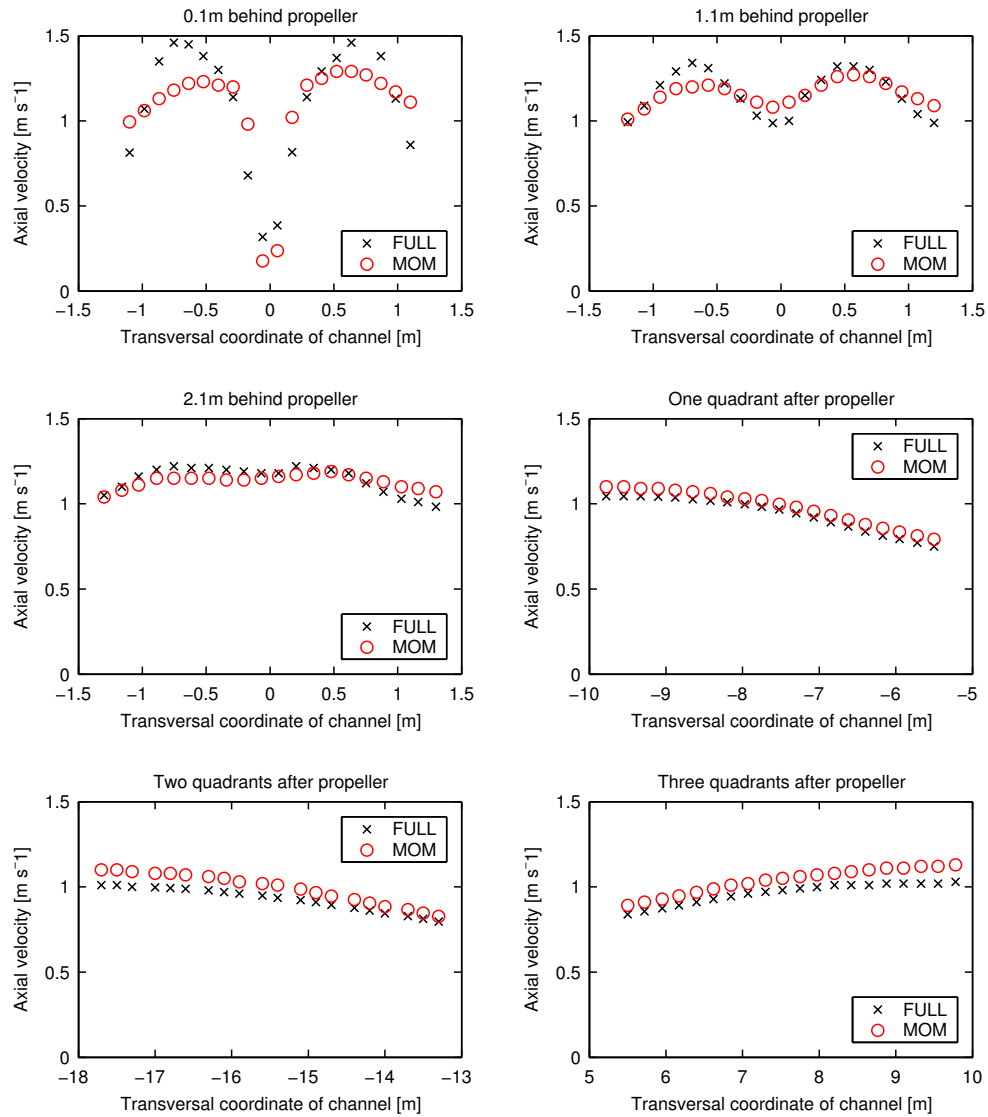 0.1m behind propeller
1.5
1
0.5
0
Axial velocity [m s−1]
FULL
MOM
−1.5 −1 −0.5 0 0.5 1 1.5
Transversal coordinate of channel [m]
1.1m behind propeller
1.5
1
0.5
0
Axial velocity [m s−1]
FULL
MOM
−1.5 −1 −0.5 0 0.5 1 1.5
Transversal coordinate of channel [m]
2.1m behind propeller
1.5
1
0.5
0
Axial velocity [m s−1]
FULL
MOM
−1.5 −1 −0.5 0 0.5 1 1.5
Transversal coordinate of channel [m]
One quadrant after propeller
1.5
1
0.5
0
Axial velocity [m s−1]
FULL
MOM
−10 −9 −8 −7 −6 −5
Transversal coordinate of channel [m]
Two quadrants after propeller
1.5
1
0.5
0
Axial velocity [m s−1]
FULL
MOM
−18 −17 −16 −15 −14 −13
Transversal coordinate of channel [m]
Three quadrants after propeller
1.5
1
0.5
0
Axial velocity [m s−1]
FULL
MOM
5 6 7 8 9 10
Transversal coordinate of channel [m]